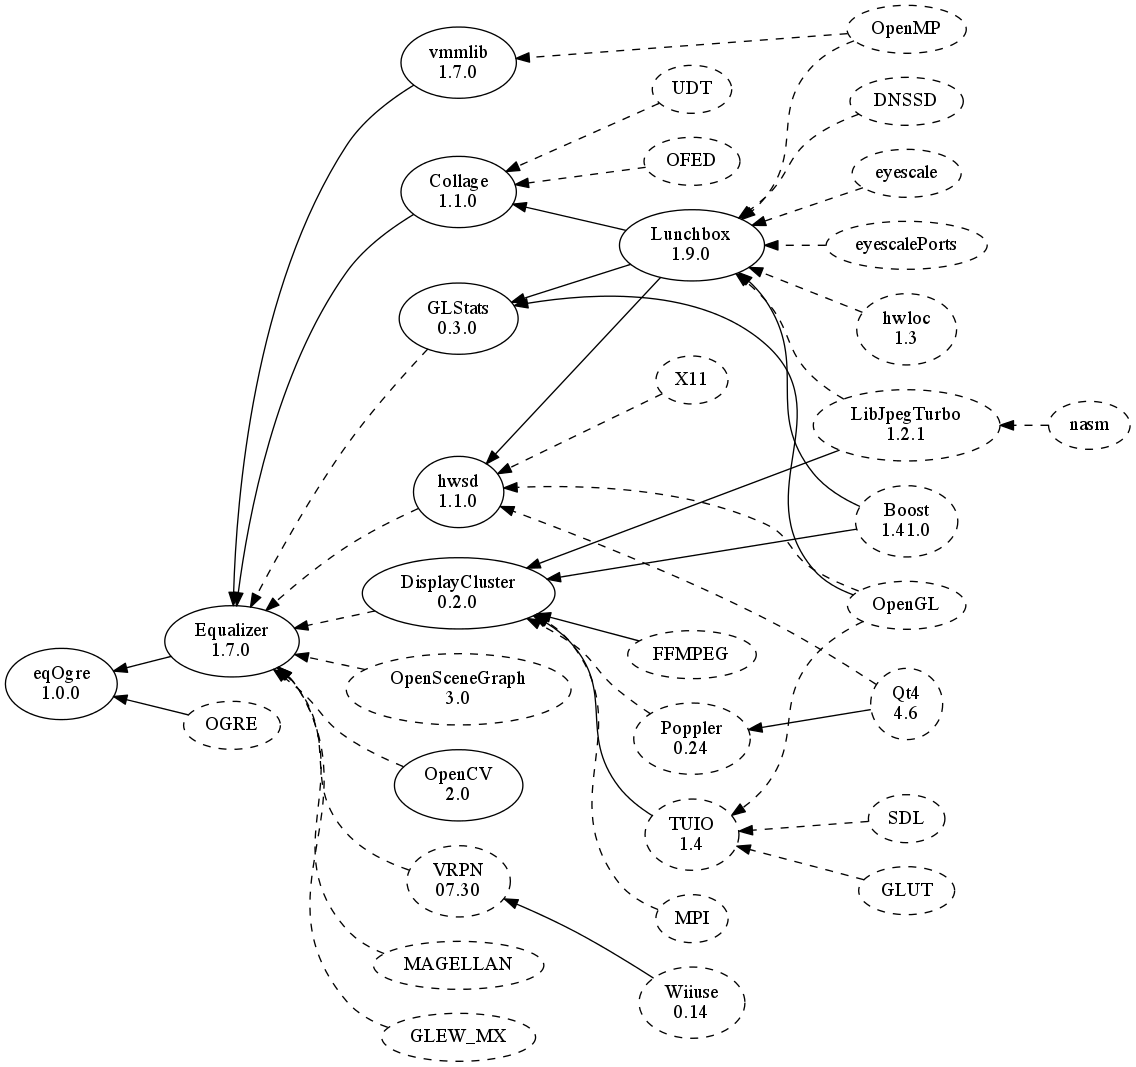 OpenMP
vmmlib
1.7.0
UDT
DNSSD
OFED
eyescale
Collage
1.1.0
Lunchbox
1.9.0
eyescalePorts
GLStats
0.3.0
hwloc
1.3
X11
LibJpegTurbo
1.2.1
nasm
hwsd
1.1.0
Boost
1.41.0
DisplayCluster
0.2.0
OpenGL
Equalizer
1.7.0
FFMPEG
eqOgre
1.0.0
OpenSceneGraph
3.0
Qt4
4.6
OGRE
Poppler
0.24
OpenCV
2.0
TUIO
1.4
SDL
VRPN
07.30
GLUT
MPI
MAGELLAN
Wiiuse
0.14
GLEW_MX